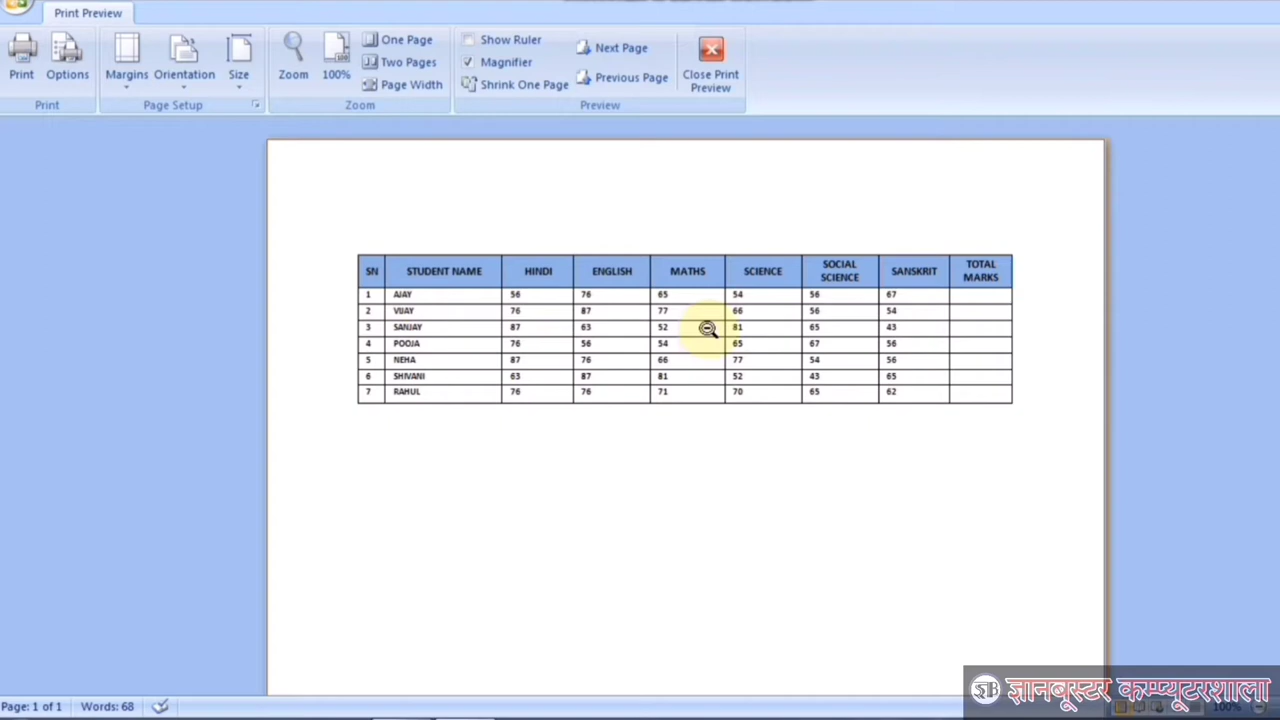 Print Preview
Print
Options
Margins
Orientation
Size
Zoom
100%
One Page
Two Pages
Page Width
Show Ruler
Magnifier
Shrink One Page
Next Page
Previous Page
Close Print
Preview
Print
Page Setup
Zoom
Preview
SN STUDENT NAME HINDI ENGLISH MATHS SCIENCE SOCIAL SCIENCE SANSKRIT TOTAL MARKS
1 AJAY 56 76 65 54 56 67
2 VIJAY 76 87 77 66 56 54
3 SANJAY 87 63 52 81 65 43
4 POOJA 76 56 54 65 67 56
5 NEHA 87 76 66 77 54 56
6 SHIVANI 63 87 81 52 43 65
7 RAHUL 76 76 71 70 65 62
Page: 1 of 1 Words: 68
ज्ञानबूस्टर कम्प्यूटरशाला
100%